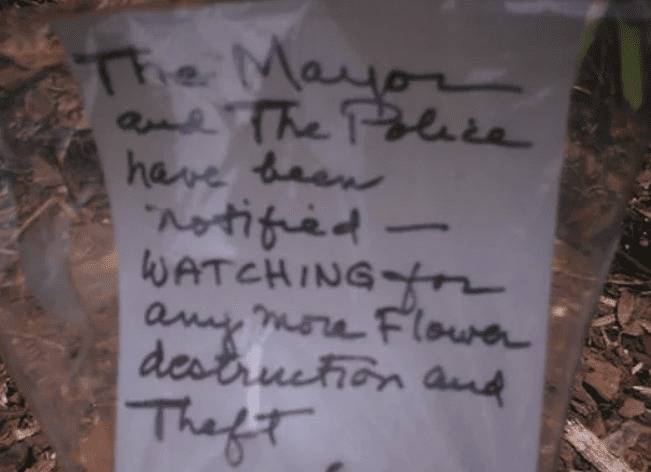 The Mayor
and The Police
have been
notified —
WATCHING for
any more Flower
destruction and
Theft